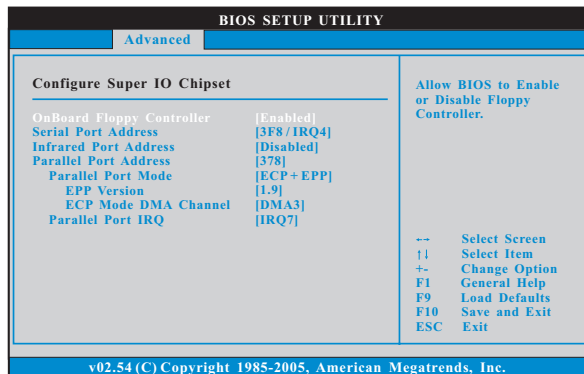 BIOS SETUP UTILITY
Advanced
Configure Super IO Chipset
OnBoard Floppy Controller [Enabled]
Serial Port Address [3F8 / IRQ4]
Infrared Port Address [Disabled]
Parallel Port Address [378]
Parallel Port Mode [ECP + EPP]
EPP Version [1.9]
ECP Mode DMA Channel [DMA3]
Parallel Port IRQ [IRQ7]
Allow BIOS to Enable
or Disable Floppy
Controller.
←→ Select Screen
↑↓ Select Item
+- Change Option
F1 General Help
F9 Load Defaults
F10 Save and Exit
ESC Exit
v02.54 (C) Copyright 1985-2005, American Megatrends, Inc.